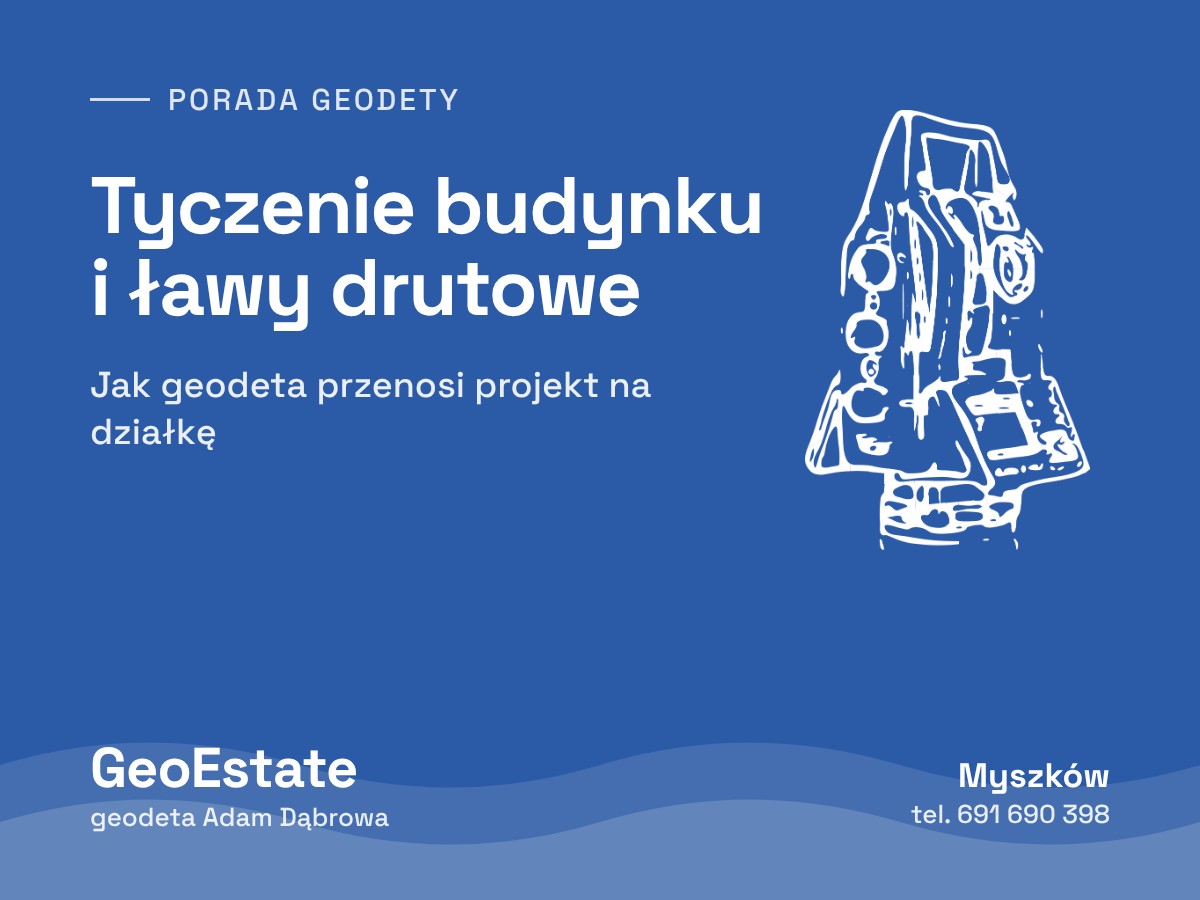 PORADA GEODETY
Tyczenie budynku
i ławy drutowe
Jak geodeta przenosi projekt na
działkę
GeoEstate
geodeta Adam Dąbrowa
Myszków
tel. 691 690 398